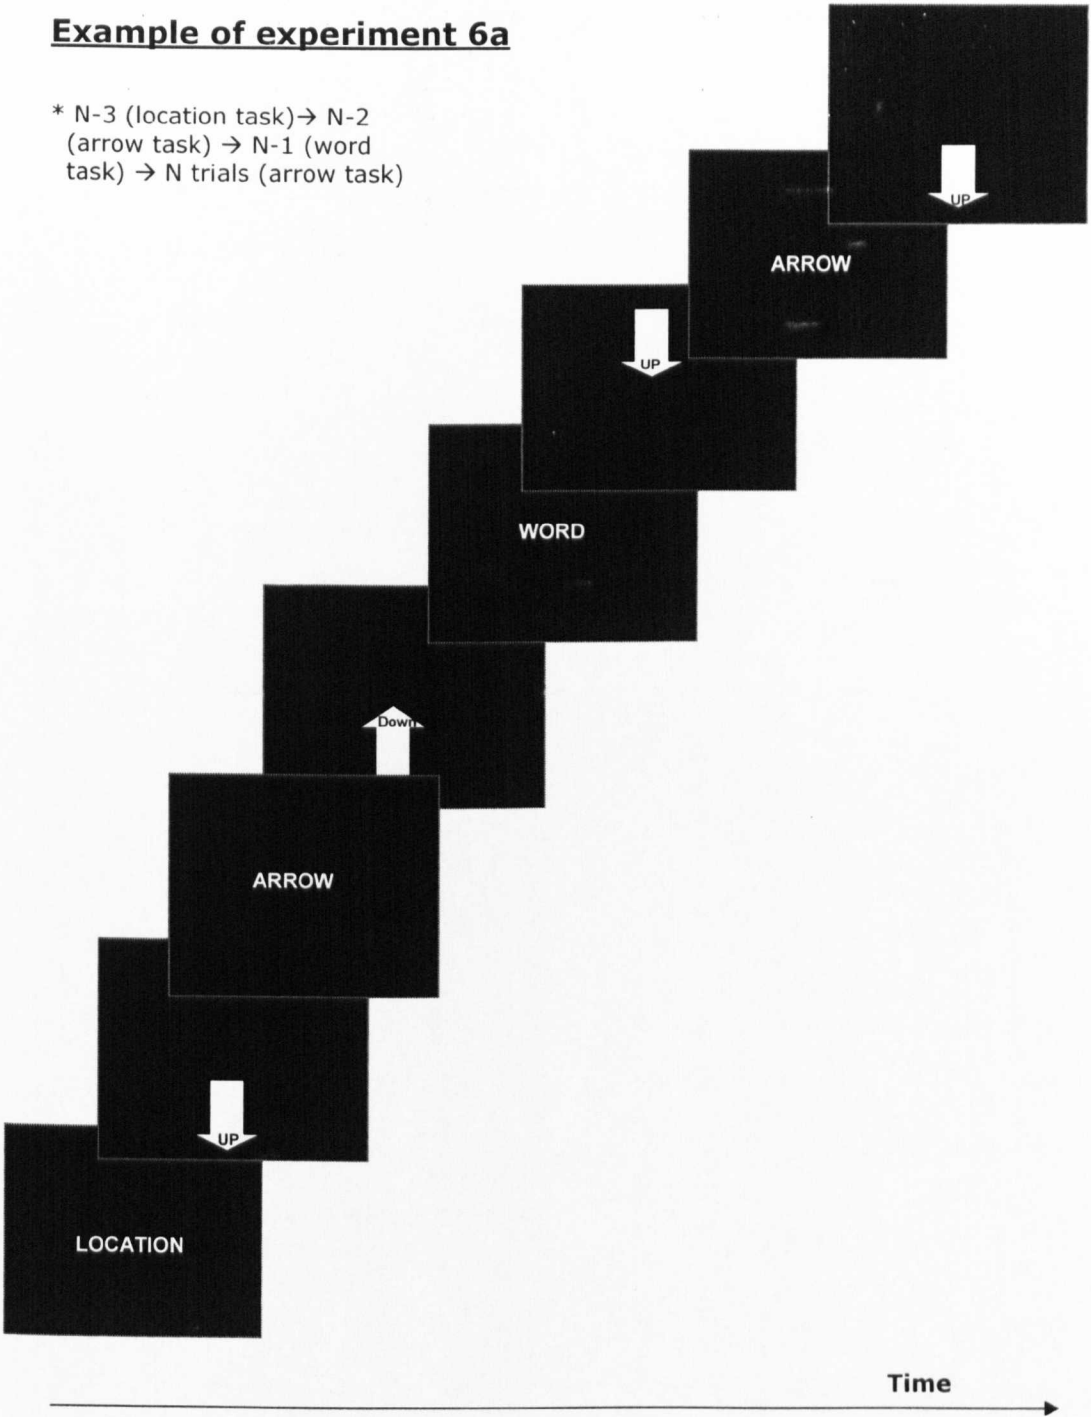 Example of experiment 6a
* N-3 (location task)→ N-2
(arrow task) → N-1 (word
task) → N trials (arrow task)
UP
ARROW
UP
WORD
Down
ARROW
UP
LOCATION
Time